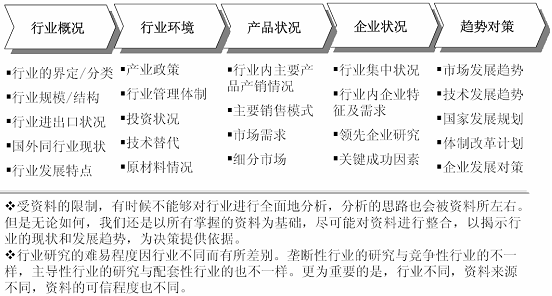 行业概况
行业环境
产品状况
企业状况
趋势对策
▪行业的界定/分类
▪行业规模/结构
▪行业进出口状况
▪国外同行业现状
▪行业发展特点
▪产业政策
▪行业管理体制
▪投资状况
▪技术替代
▪原材料情况
▪行业内主要产
品产销情况
▪主要销售模式
▪市场需求
▪细分市场
▪行业集中状况
▪行业内企业特
征及需求
▪领先企业研究
▪关键成功因素
▪市场发展趋势
▪技术发展趋势
▪国家发展规划
▪体制改革计划
▪企业发展对策
❖受资料的限制，有时候不能够对行业进行全面地分析，分析的思路也会被资料所左右。
但是无论如何，我们还是以所有掌握的资料为基础，尽可能对资料进行整合，以揭示行
业的现状和发展趋势，为决策提供依据。
❖行业研究的难易程度因行业不同而有所差别。垄断性行业的研究与竞争性行业的不一
样，主导性行业的研究与配套性行业的也不一样。更为重要的是，行业不同，资料来源
不同，资料的可信程度也不同。